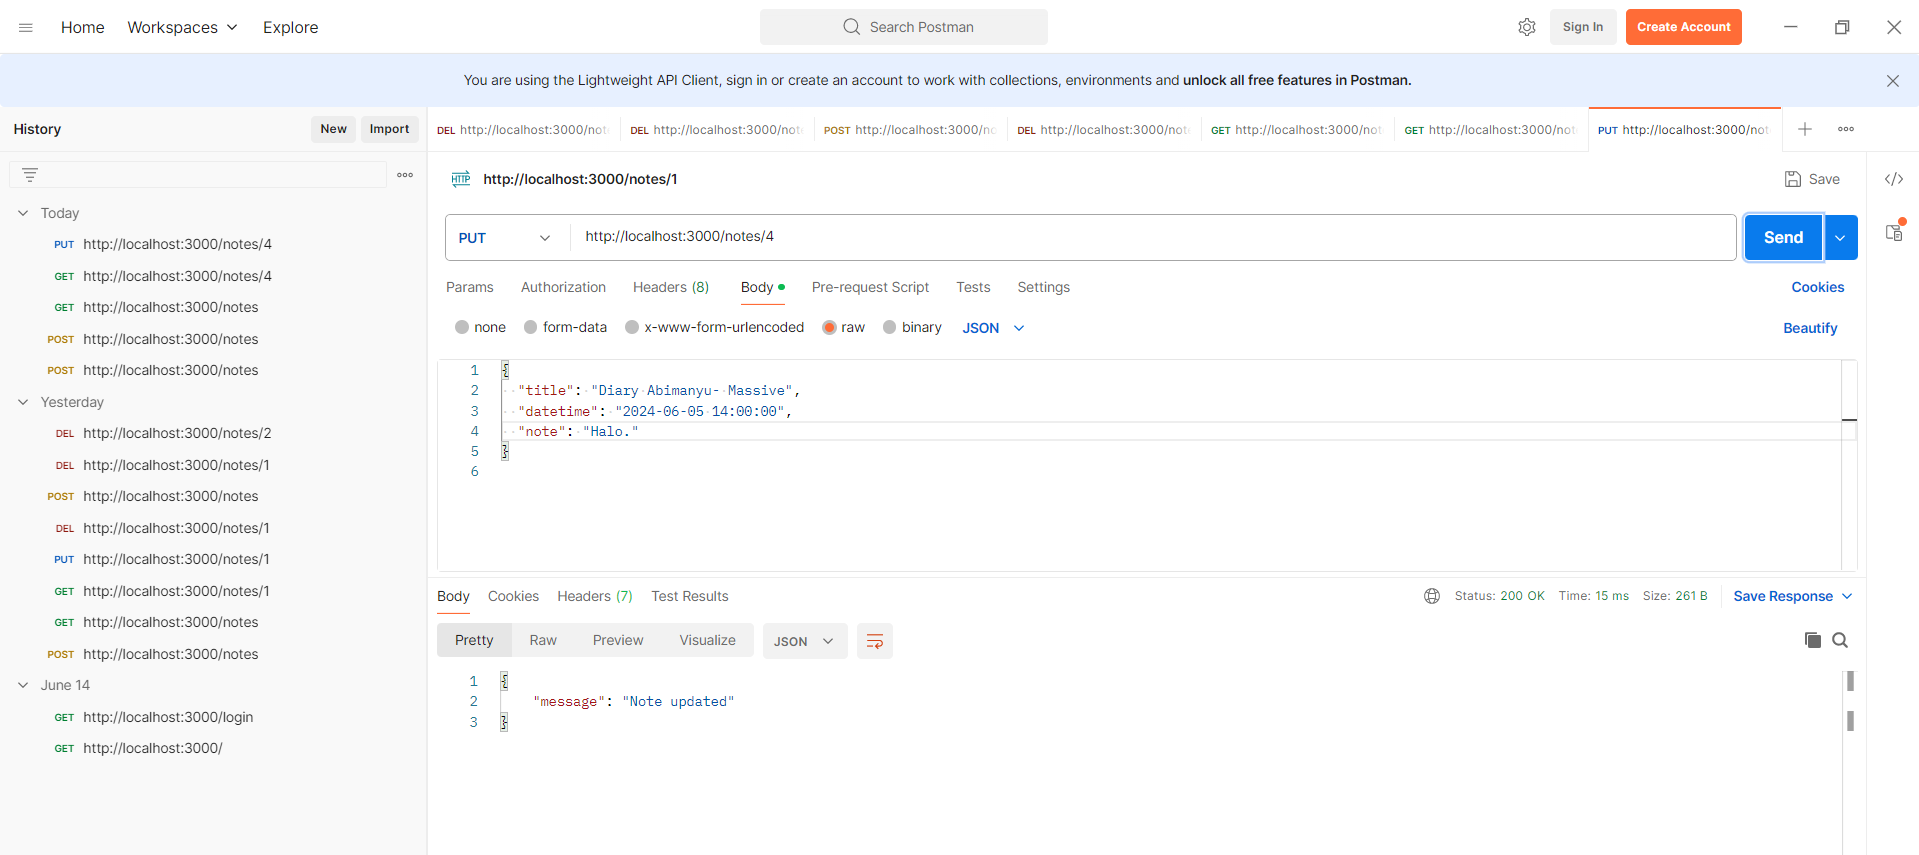 Home Workspaces Explore Search Postman Sign In Create Account
You are using the Lightweight API Client, sign in or create an account to work with collections, environments and unlock all free features in Postman.
History New Import
DEL http://localhost:3000/not DEL http://localhost:3000/not POST http://localhost:3000/n DEL http://localhost:3000/not GET http://localhost:3000/not GET http://localhost:3000/not PUT http://localhost:3000/not
Today
PUT http://localhost:3000/notes/4
GET http://localhost:3000/notes/4
GET http://localhost:3000/notes
POST http://localhost:3000/notes
POST http://localhost:3000/notes
Yesterday
DEL http://localhost:3000/notes/2
DEL http://localhost:3000/notes/1
POST http://localhost:3000/notes
DEL http://localhost:3000/notes/1
PUT http://localhost:3000/notes/1
GET http://localhost:3000/notes/1
GET http://localhost:3000/notes
POST http://localhost:3000/notes
June 14
GET http://localhost:3000/login
GET http://localhost:3000/
HTTP http://localhost:3000/notes/1 Save
PUT http://localhost:3000/notes/4 Send
Params Authorization Headers (8) Body Pre-request Script Tests Settings Cookies
none form-data x-www-form-urlencoded raw binary JSON Beautify
1 {
2 "title": "Diary Abimanyu- Massive",
3 "datetime": "2024-06-05 14:00:00",
4 "note": "Halo."
5 }
6
Body Cookies Headers (7) Test Results Status: 200 OK Time: 15 ms Size: 261 B Save Response
Pretty Raw Preview Visualize JSON
1 {
2 "message": "Note updated"
3 }